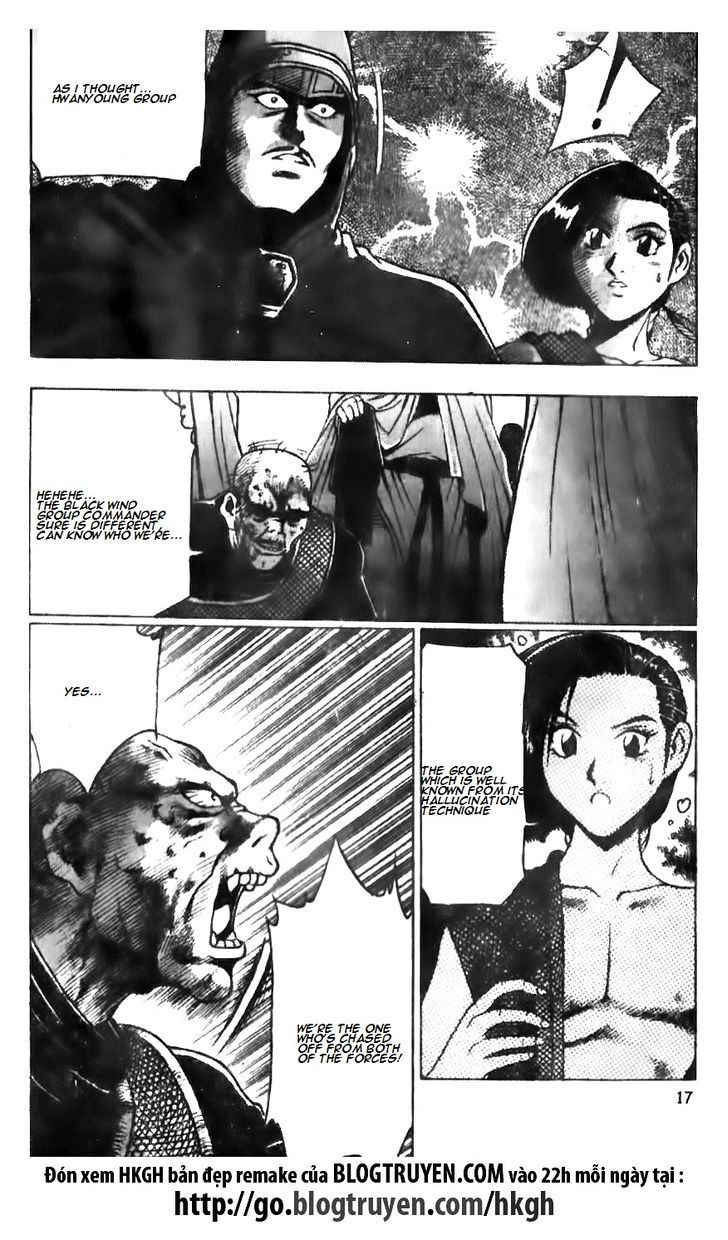 AS I THOUGHT...
HWANYOUNG GROUP
!
HEHEHE...
THE BLACK WIND
GROUP COMMANDER
SURE IS DIFFERENT,
CAN KNOW WHO WE'RE...
YES...
THE GROUP
WHICH IS WELL
KNOWN FROM ITS
HALLUCINATION
TECHNIQUE
WE'RE THE ONE
WHO'S CHASED
OFF FROM BOTH
OF THE FORCES!
17
Đón xem HKGH bản đẹp remake của BLOGTRUYEN.COM vào 22h mỗi ngày tại :
http://go.blogtruyen.com/hkgh